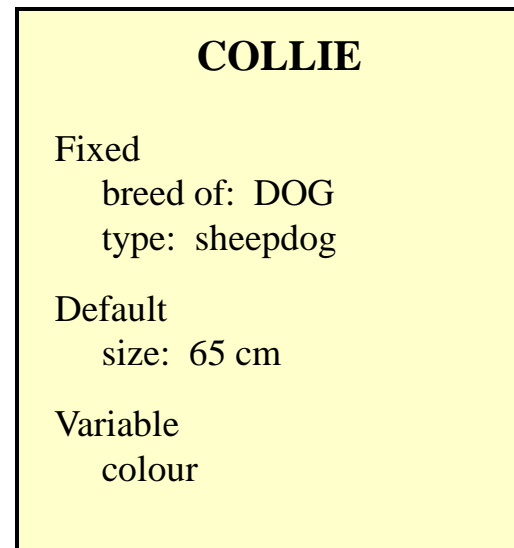 COLLIE
Fixed
breed of: DOG
type: sheepdog
Default
size: 65 cm
Variable
colour